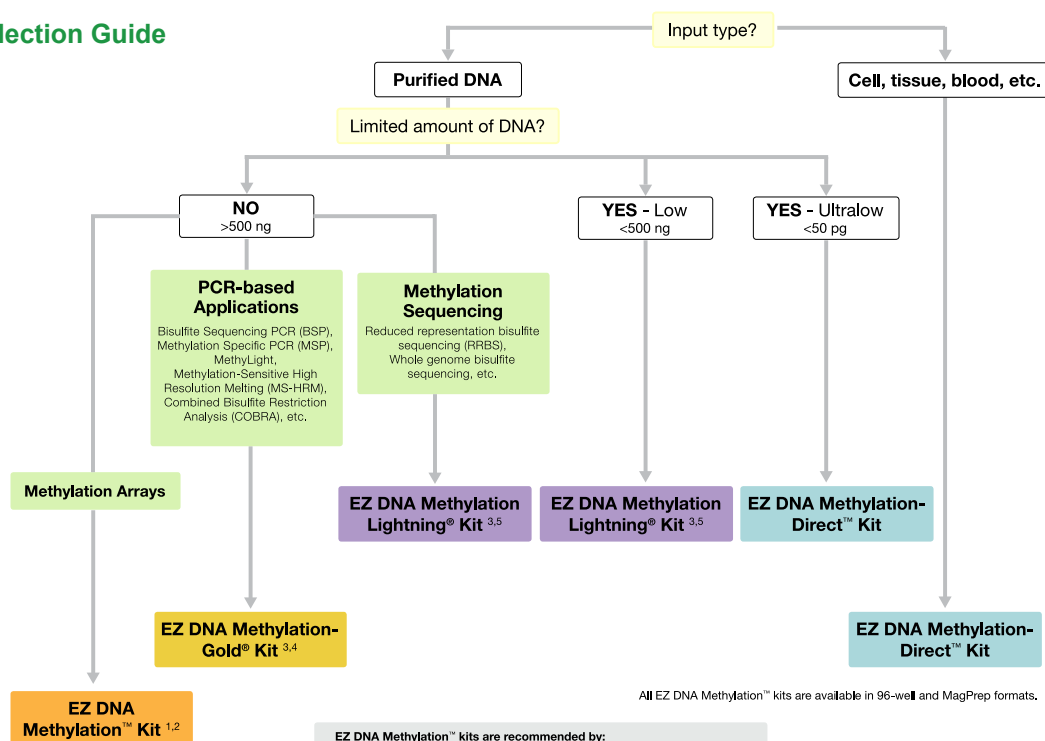 lection Guide
Input type?
Purified DNA
Cell, tissue, blood, etc.
Limited amount of DNA?
NO
>500 ng
YES - Low
<500 ng
YES - Ultralow
<50 pg
PCR-based
Applications
Bisulfite Sequencing PCR (BSP),
Methylation Specific PCR (MSP),
MethyLight,
Methylation-Sensitive High
Resolution Melting (MS-HRM),
Combined Bisulfite Restriction
Analysis (COBRA), etc.
Methylation
Sequencing
Reduced representation bisulfite
sequencing (RRBS),
Whole genome bisulfite
sequencing, etc.
Methylation Arrays
EZ DNA Methylation
Lightning® Kit 3,5
EZ DNA Methylation
Lightning® Kit 3,5
EZ DNA Methylation-
Direct™ Kit
EZ DNA Methylation-
Gold® Kit 3,4
EZ DNA Methylation-
Direct™ Kit
All EZ DNA Methylation™ kits are available in 96-well and MagPrep formats.
EZ DNA
Methylation™ Kit 1,2
EZ DNA Methylation™ kits are recommended by: